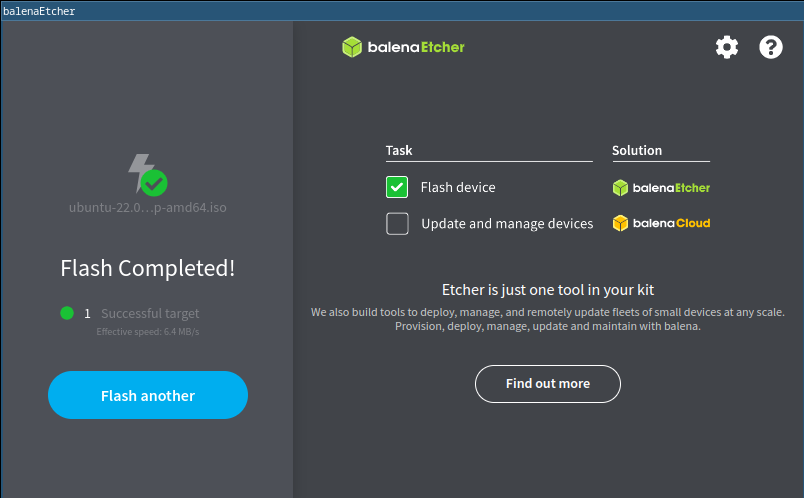 balenaEtcher
balenaEtcher
ubuntu-22.0...p-amd64.iso
Flash Completed!
1 Successful target
Effective speed: 6.4 MB/s
Flash another
Task Solution
Flash device balenaEtcher
Update and manage devices balenaCloud
Etcher is just one tool in your kit
We also build tools to deploy, manage, and remotely update fleets of small devices at any scale.
Provision, deploy, manage, update and maintain with balena.
Find out more